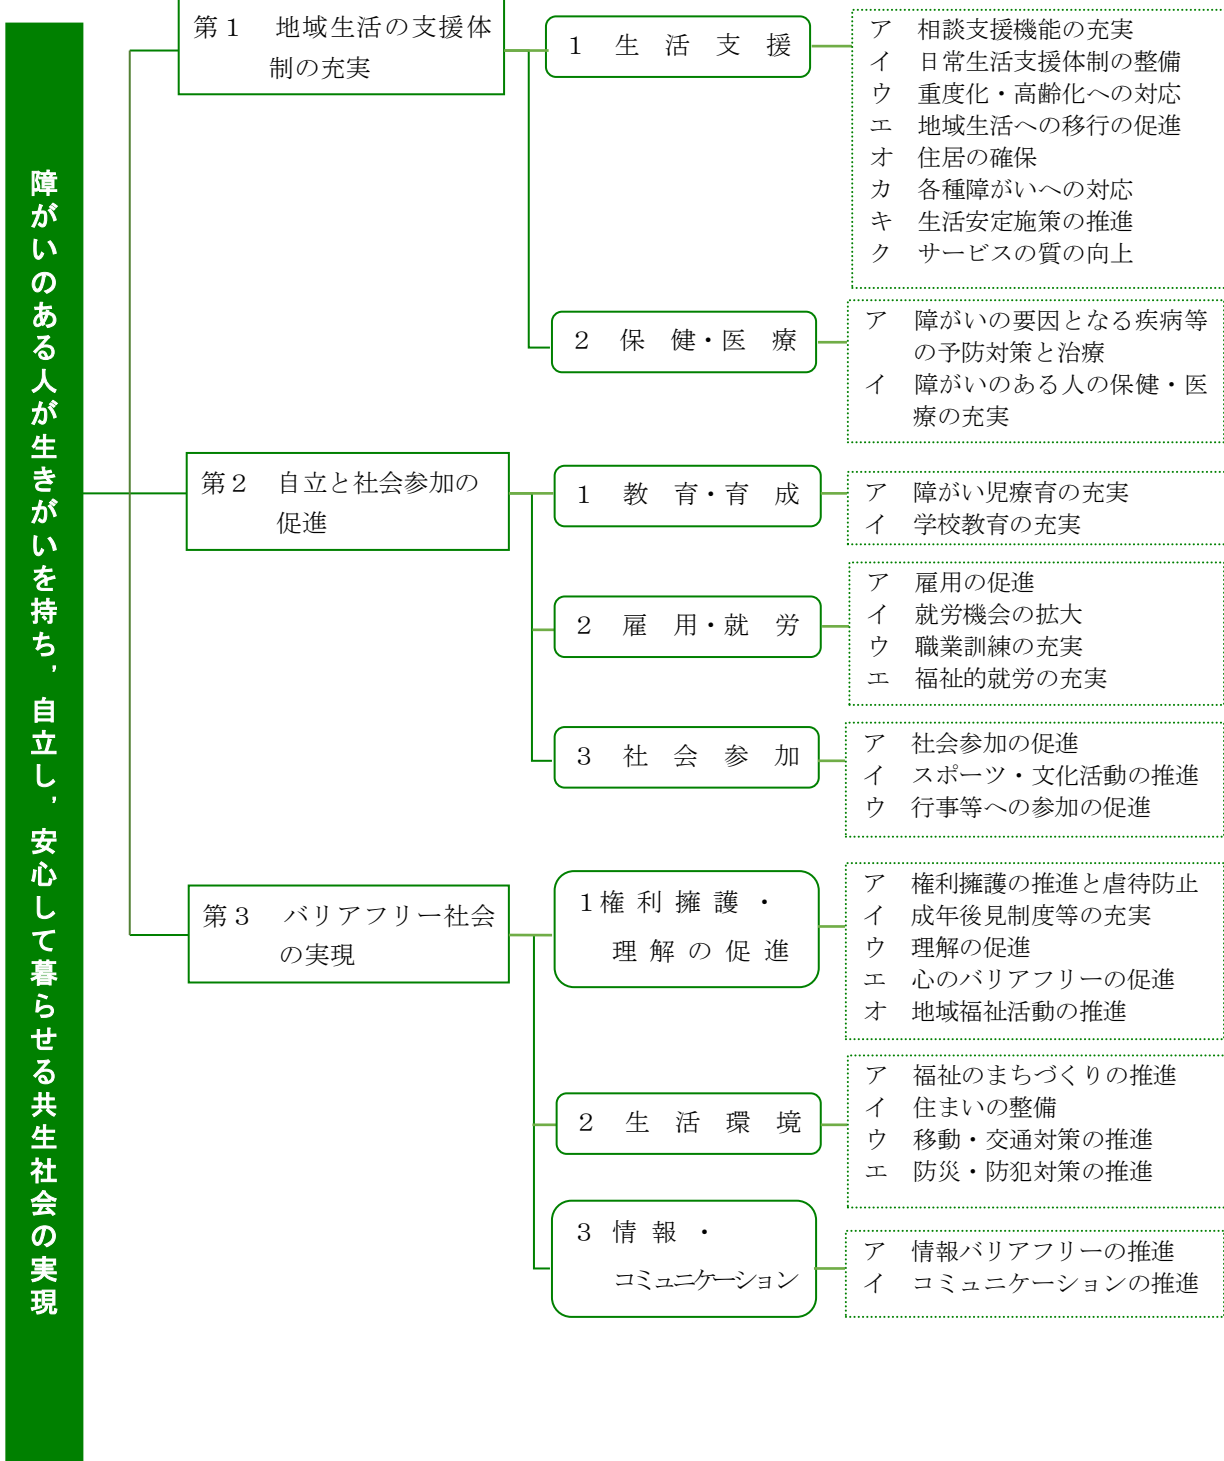 障がいのある人が生きがいを持ち，自立し，安心して暮らせる共生社会の実現
第１　地域生活の支援体
制の充実
１　生　活　支　援
ア　相談支援機能の充実
イ　日常生活支援体制の整備
ウ　重度化・高齢化への対応
エ　地域生活への移行の促進
オ　住居の確保
カ　各種障がいへの対応
キ　生活安定施策の推進
ク　サービスの質の向上
２　保　健・医　療
ア　障がいの要因となる疾病等
の予防対策と治療
イ　障がいのある人の保健・医
療の充実
第２　自立と社会参加の
促進
１　教　育・育　成
ア　障がい児療育の充実
イ　学校教育の充実
２　雇　用・就　労
ア　雇用の促進
イ　就労機会の拡大
ウ　職業訓練の充実
エ　福祉的就労の充実
３　社　会　参　加
ア　社会参加の促進
イ　スポーツ・文化活動の推進
ウ　行事等への参加の促進
第３　バリアフリー社会
の実現
１権 利 擁 護 ・
理 解 の 促 進
ア　権利擁護の推進と虐待防止
イ　成年後見制度等の充実
ウ　理解の促進
エ　心のバリアフリーの促進
オ　地域福祉活動の推進
２　生　活　環　境
ア　福祉のまちづくりの推進
イ　住まいの整備
ウ　移動・交通対策の推進
エ　防災・防犯対策の推進
３ 情 報 ・
コミュニケーション
ア　情報バリアフリーの推進
イ　コミュニケーションの推進